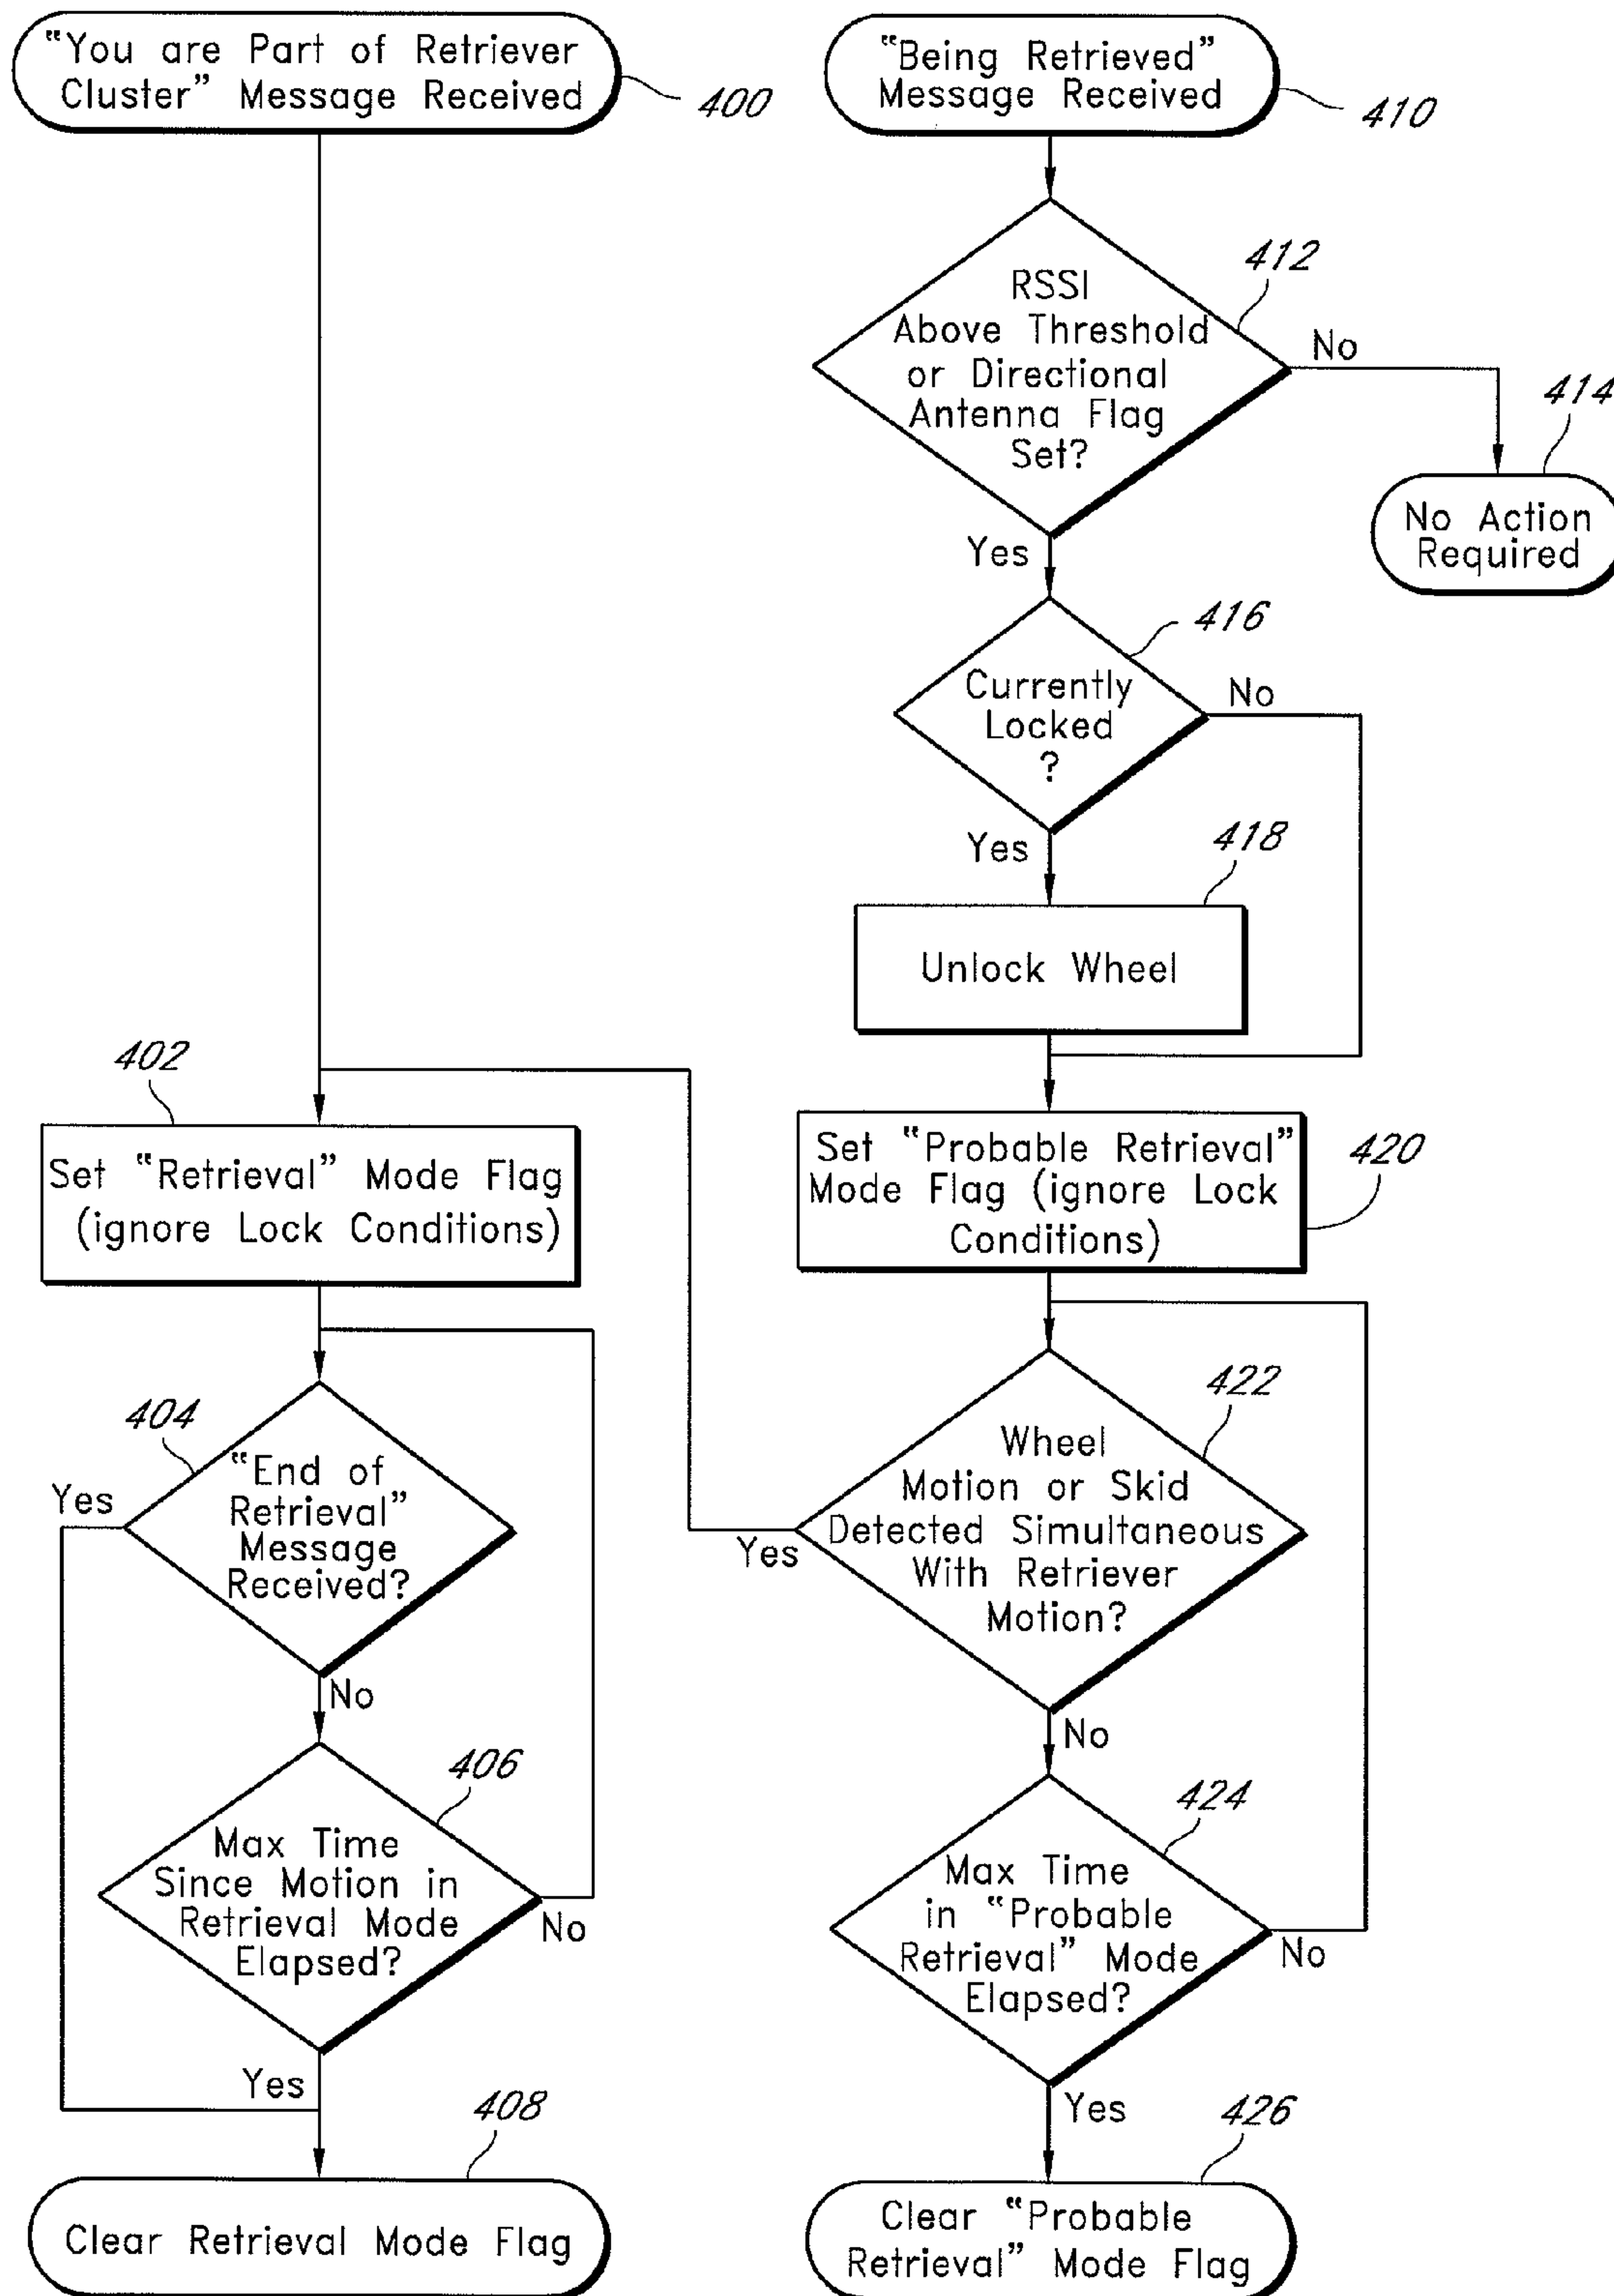 “You are Part of Retriever
Cluster” Message Received
400
“Being Retrieved”
Message Received
410
RSSI
Above Threshold
or Directional
Antenna Flag
Set?
412
No
414
No Action
Required
Yes
416
Currently
Locked
?
No
Yes
418
Unlock Wheel
402
Set “Retrieval” Mode Flag
(ignore Lock Conditions)
Set “Probable Retrieval”
Mode Flag (ignore Lock
Conditions)
420
404
“End of
Retrieval”
Message
Received?
Yes
No
422
Wheel
Motion or Skid
Detected Simultaneous
With Retriever
Motion?
Yes
No
406
Max Time
Since Motion in
Retrieval Mode
Elapsed?
No
Yes
424
Max Time
in “Probable
Retrieval” Mode
Elapsed?
No
Yes
408
Clear Retrieval Mode Flag
426
Clear “Probable
Retrieval” Mode Flag